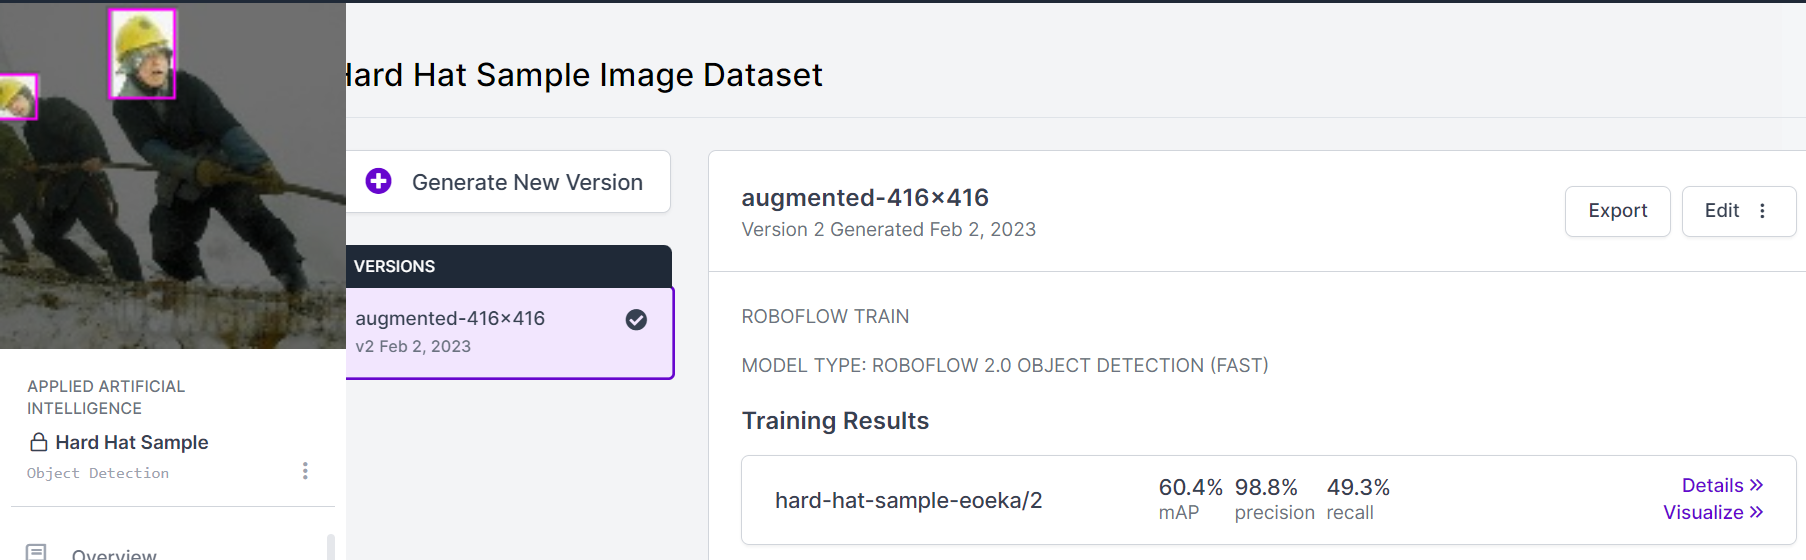 Hard Hat Sample Image Dataset
Generate New Version
VERSIONS
augmented-416×416
v2 Feb 2, 2023
augmented-416×416
Version 2 Generated Feb 2, 2023
Export
Edit
ROBOFLOW TRAIN
MODEL TYPE: ROBOFLOW 2.0 OBJECT DETECTION (FAST)
Training Results
hard-hat-sample-eoeka/2
60.4% 98.8% 49.3%
mAP precision recall
Details
Visualize
APPLIED ARTIFICIAL
INTELLIGENCE
Hard Hat Sample
Object Detection
Overview